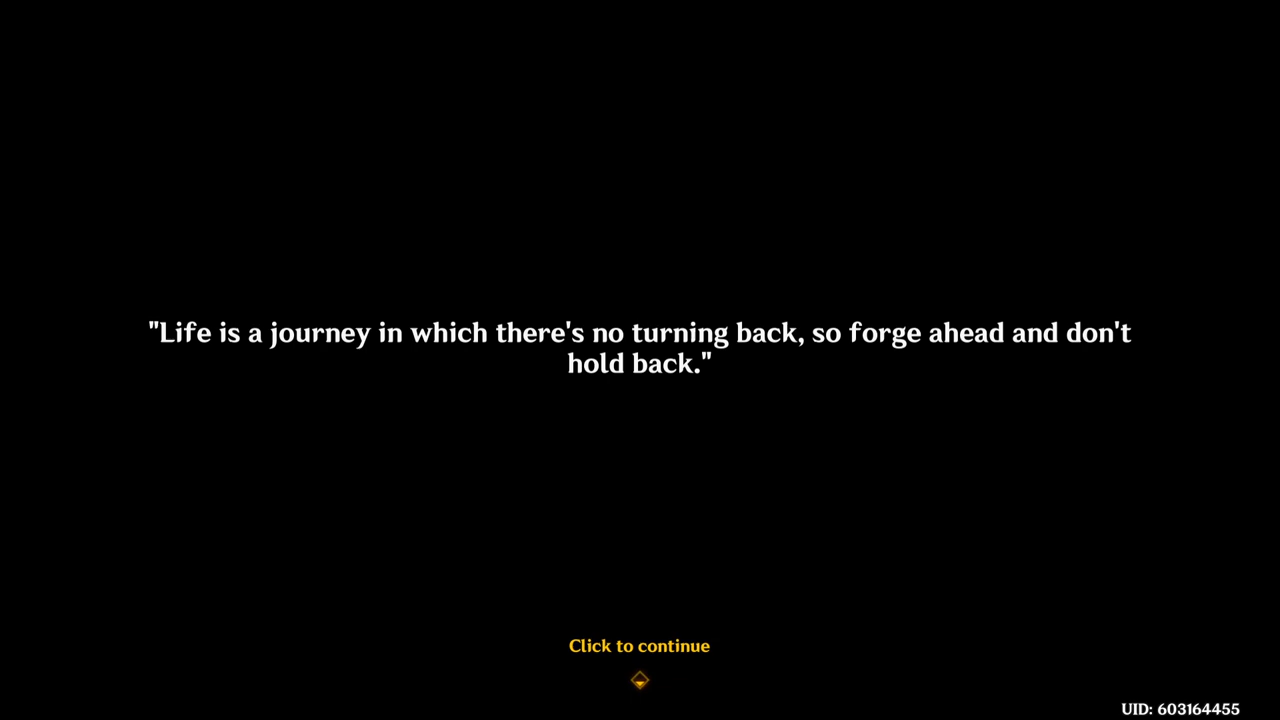 "Life is a journey in which there's no turning back, so forge ahead and don't
hold back."
Click to continue
UID: 603164455